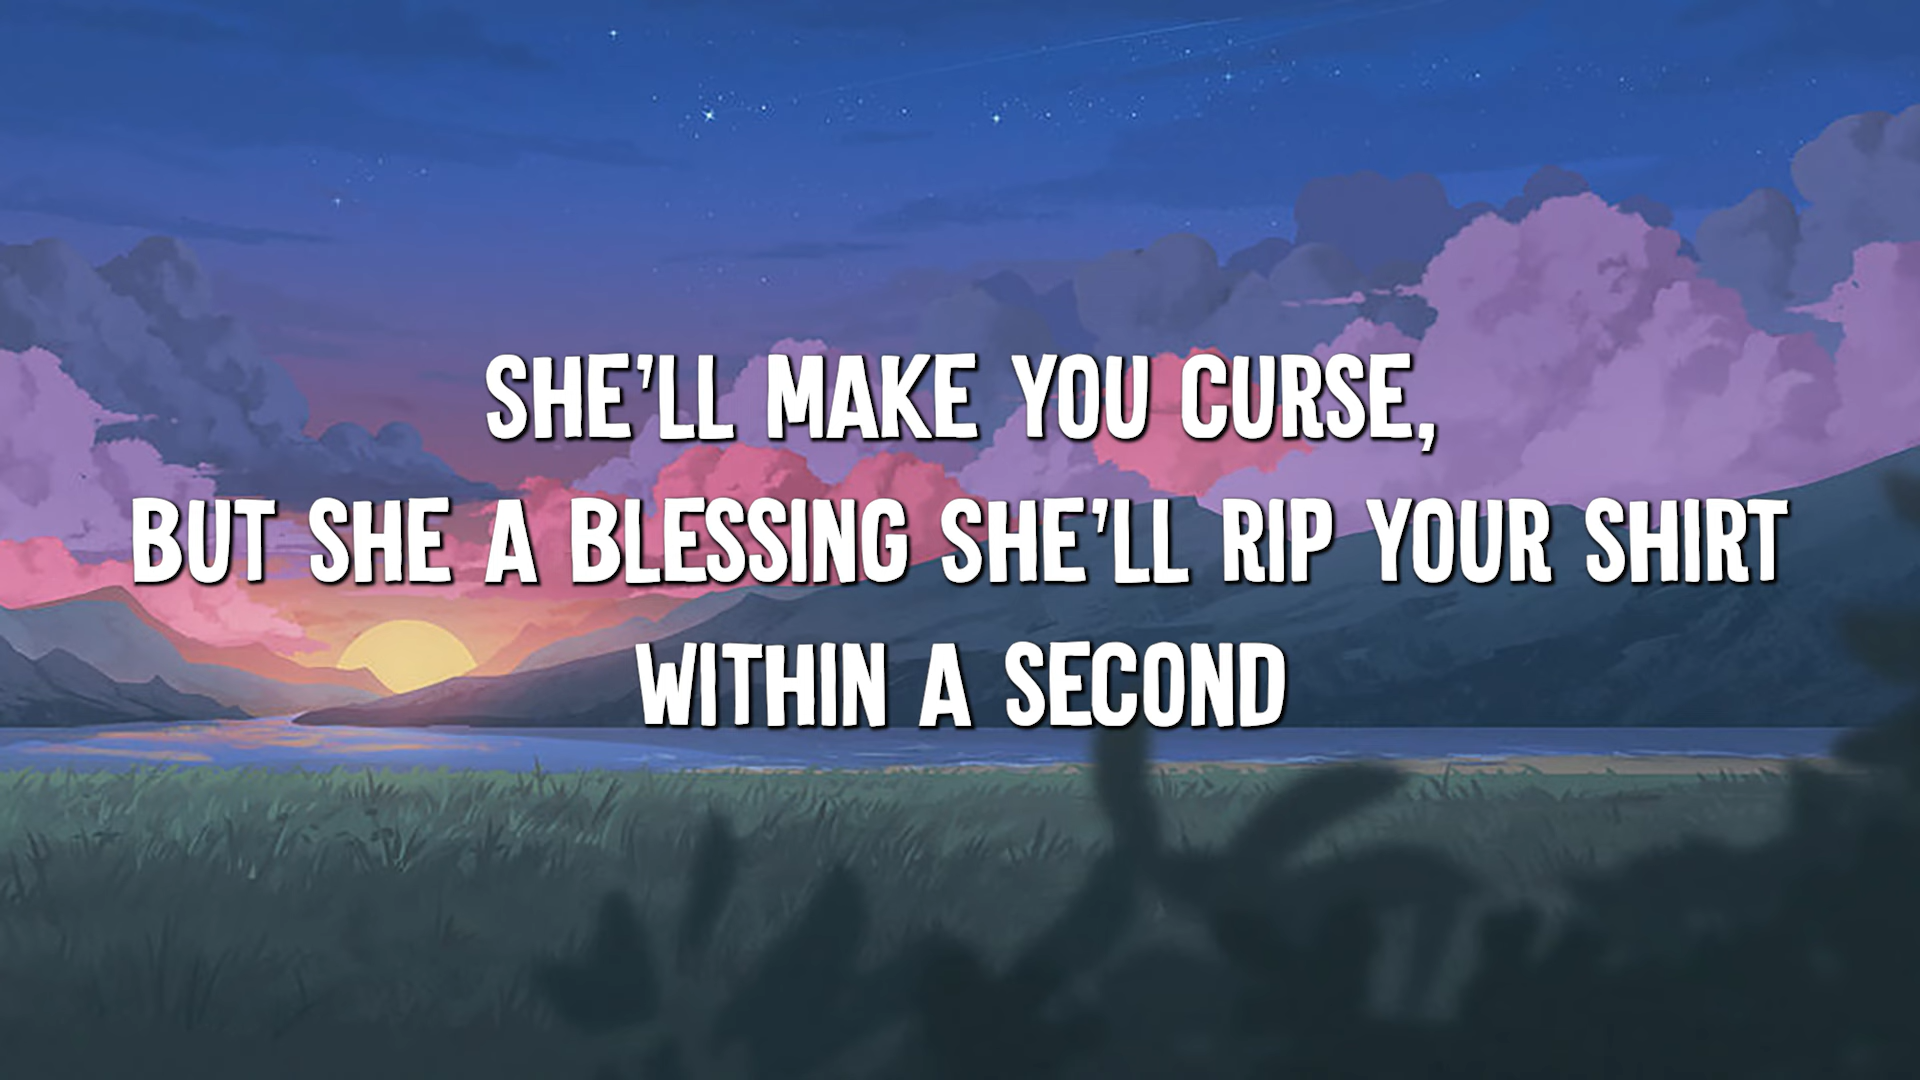 SHE'LL MAKE YOU CURSE,
BUT SHE A BLESSING SHE'LL RIP YOUR SHIRT
WITHIN A SECOND